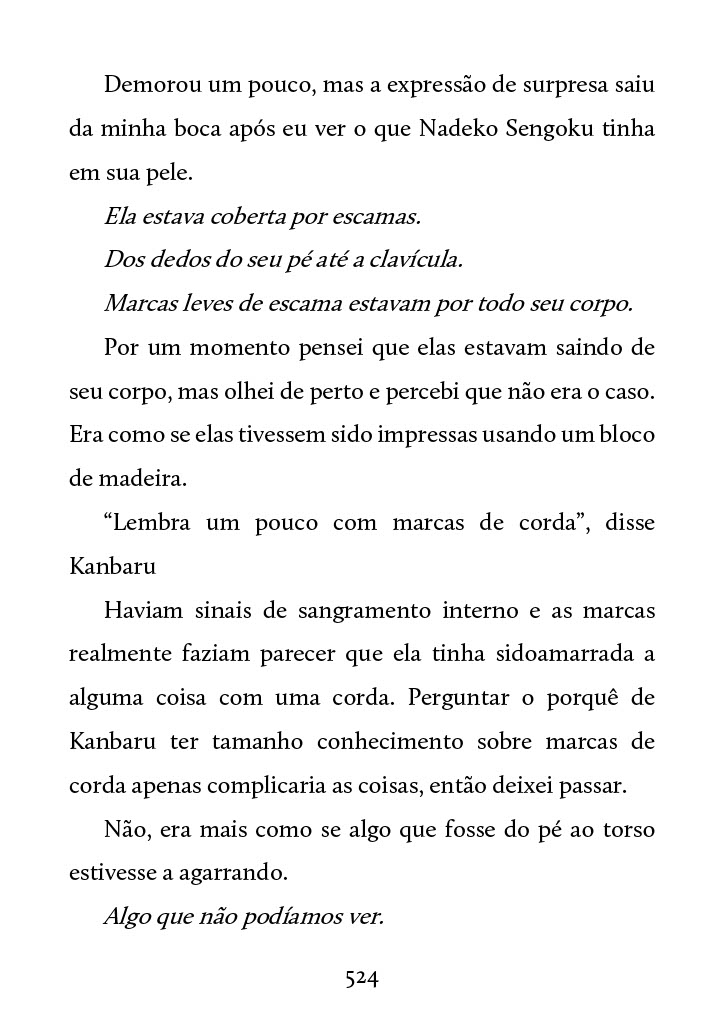 Demorou um pouco, mas a expressão de surpresa saiu
da minha boca após eu ver o que Nadeko Sengoku tinha
em sua pele.
Ela estava coberta por escamas.
Dos dedos do seu pé até a clavícula.
Marcas leves de escama estavam por todo seu corpo.
Por um momento pensei que elas estavam saindo de
seu corpo, mas olhei de perto e percebi que não era o caso.
Era como se elas tivessem sido impressas usando um bloco
de madeira.
“Lembra um pouco com marcas de corda”, disse
Kanbaru
Haviam sinais de sangramento interno e as marcas
realmente faziam parecer que ela tinha sidoamarrada a
alguma coisa com uma corda. Perguntar o porquê de
Kanbaru ter tamanho conhecimento sobre marcas de
corda apenas complicaria as coisas, então deixei passar.
Não, era mais como se algo que fosse do pé ao torso
estivesse a agarrando.
Algo que não podíamos ver.
524